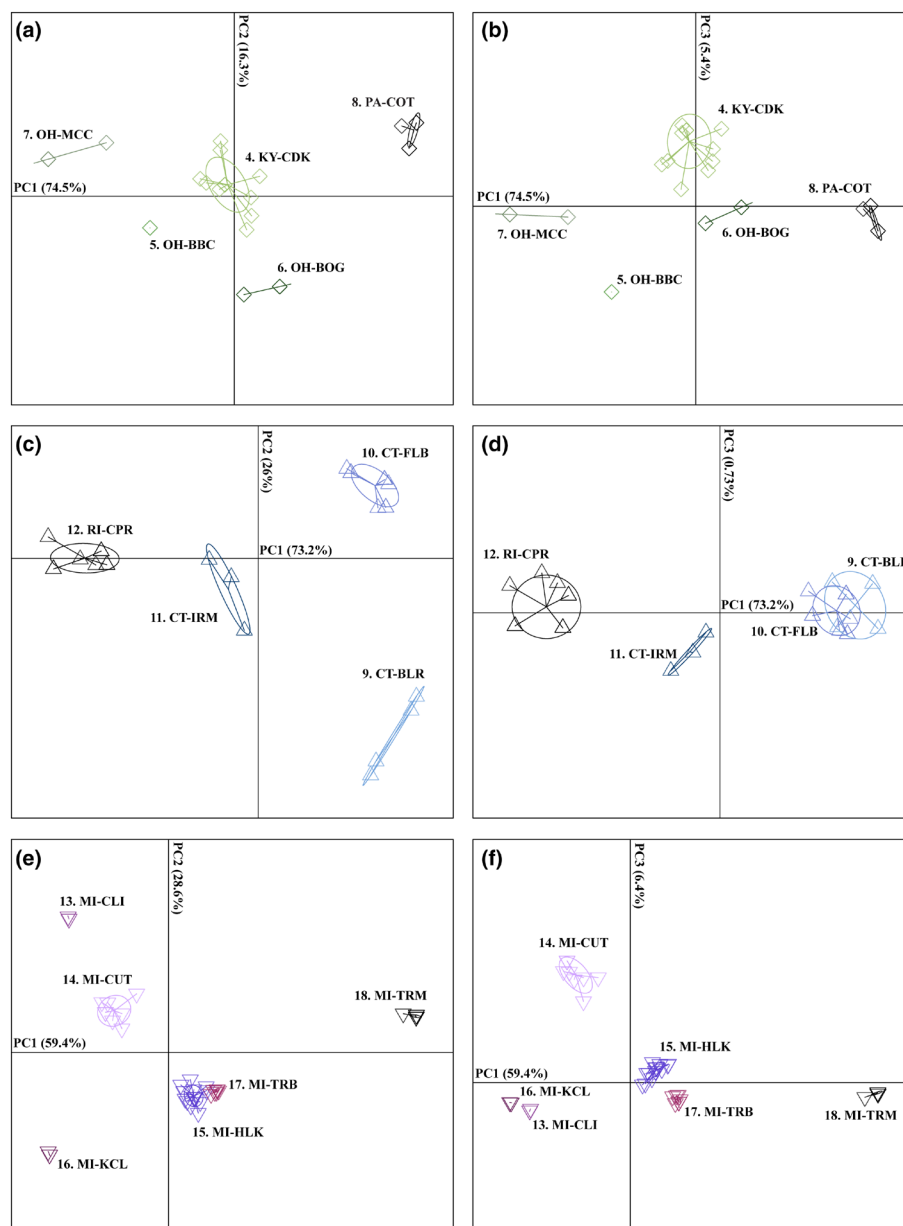 (a)
PC2 (16.3%)
8. PA-COT
7. OH-MCC
4. KY-CDK
PC1 (74.5%)
5. OH-BBC
6. OH-BOG
(b)
PC3 (5.4%)
4. KY-CDK
8. PA-COT
PC1 (74.5%)
7. OH-MCC
6. OH-BOG
5. OH-BBC
(c)
PC2 (26%)
10. CT-FLB
12. RI-CPR
PC1 (73.2%)
11. CT-IRM
9. CT-BLR
(d)
PC3 (0.73%)
12. RI-CPR
9. CT-BLR
PC1 (73.2%)
10. CT-FLB
11. CT-IRM
(e)
PC2 (28.6%)
13. MI-CLI
14. MI-CUT
18. MI-TRM
PC1 (59.4%)
17. MI-TRB
15. MI-HLK
16. MI-KCL
(f)
PC3 (6.4%)
14. MI-CUT
15. MI-HLK
PC1 (59.4%)
16. MI-KCL
13. MI-CLI
17. MI-TRB
18. MI-TRM